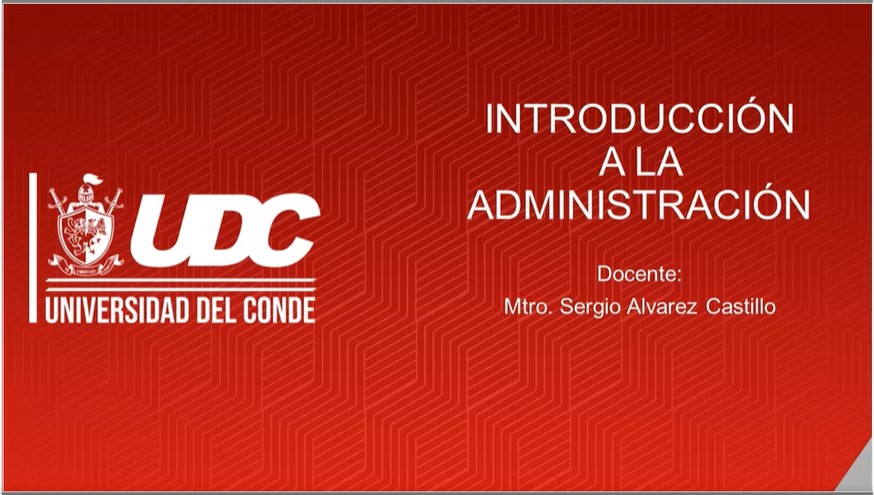 INTRODUCCIÓN
A LA
ADMINISTRACIÓN
Docente:
Mtro. Sergio Alvarez Castillo
UDC
UNIVERSIDAD DEL CONDE